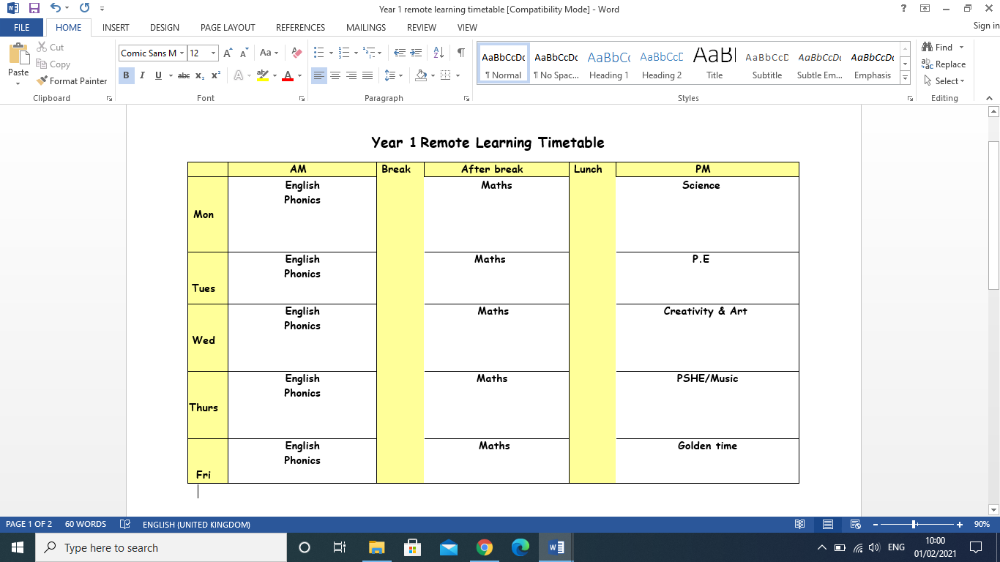 Year 1 remote learning timetable [Compatibility Mode] - Word
?
Sign in
FILE HOME INSERT DESIGN PAGE LAYOUT REFERENCES MAILINGS REVIEW VIEW
Paste
Cut
Copy
Format Painter
Clipboard
Comic Sans M 12 A A Aa
B I U abc x₂ x² A ab A
Font
Paragraph
AaBbCcDc AaBbCcDc AaBbCc AaBbCcD AaBl AaBbCcD AaBbCcDc AaBbCcDc
¶ Normal ¶ No Spac... Heading 1 Heading 2 Title Subtitle Subtle Em... Emphasis
Styles
Find
Replace
Select
Editing
Year 1 Remote Learning Timetable
AM Break After break Lunch PM
Mon
English
Phonics
Maths
Science
Tues
English
Phonics
Maths
P.E
Wed
English
Phonics
Maths
Creativity & Art
Thurs
English
Phonics
Maths
PSHE/Music
Fri
English
Phonics
Maths
Golden time
PAGE 1 OF 2 60 WORDS ENGLISH (UNITED KINGDOM) 90%
Type here to search
ENG
10:00
01/02/2021